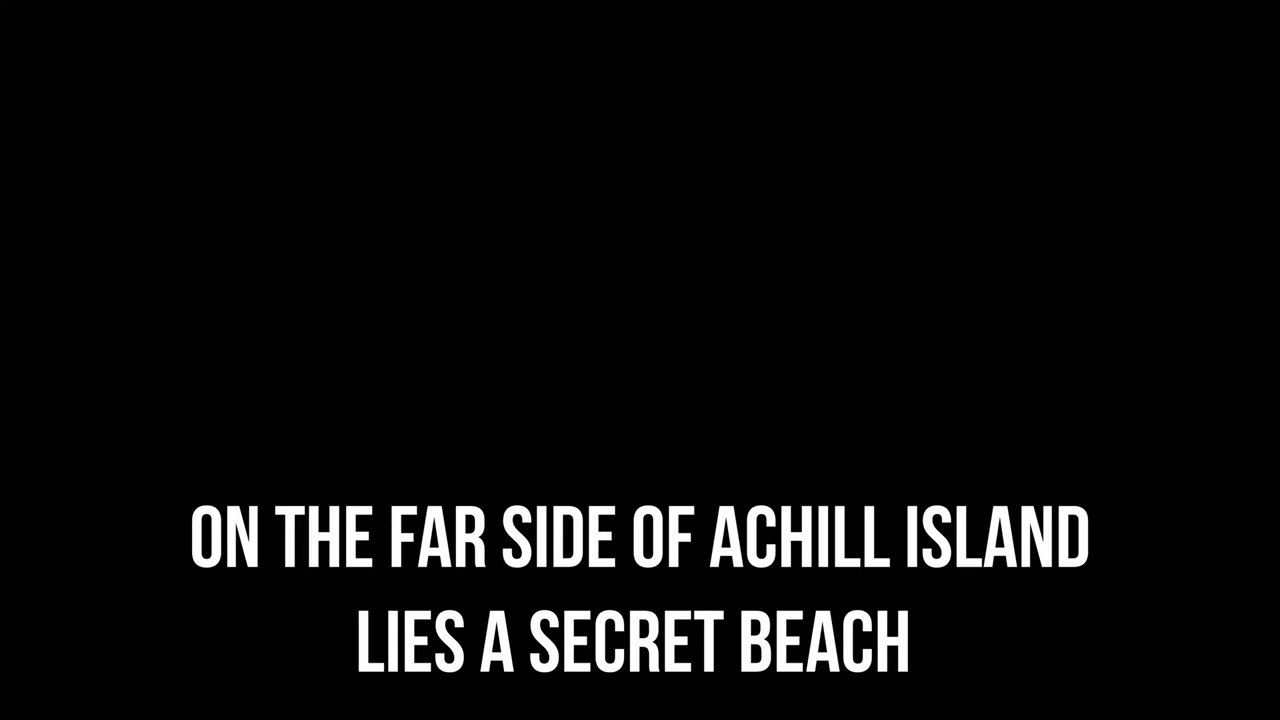 ON THE FAR SIDE OF ACHILL ISLAND
LIES A SECRET BEACH